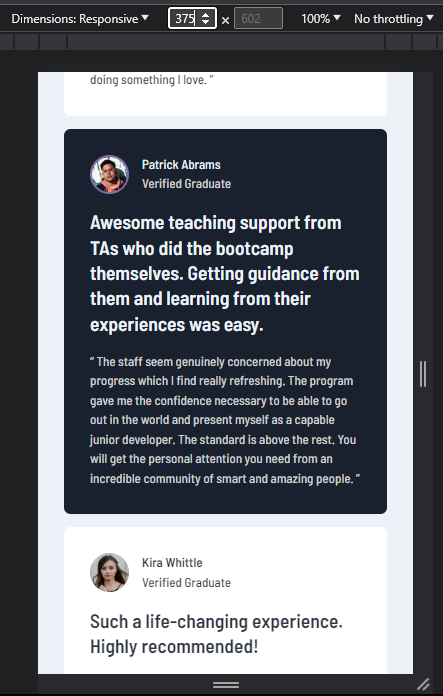 Dimensions: Responsive ▼ 375 × 602 100% ▼ No throttling ▼
doing something I love. ”
Patrick Abrams
Verified Graduate
Awesome teaching support from
TAs who did the bootcamp
themselves. Getting guidance from
them and learning from their
experiences was easy.
“ The staff seem genuinely concerned about my
progress which I find really refreshing. The program
gave me the confidence necessary to be able to go
out in the world and present myself as a capable
junior developer. The standard is above the rest. You
will get the personal attention you need from an
incredible community of smart and amazing people. ”
Kira Whittle
Verified Graduate
Such a life-changing experience.
Highly recommended!